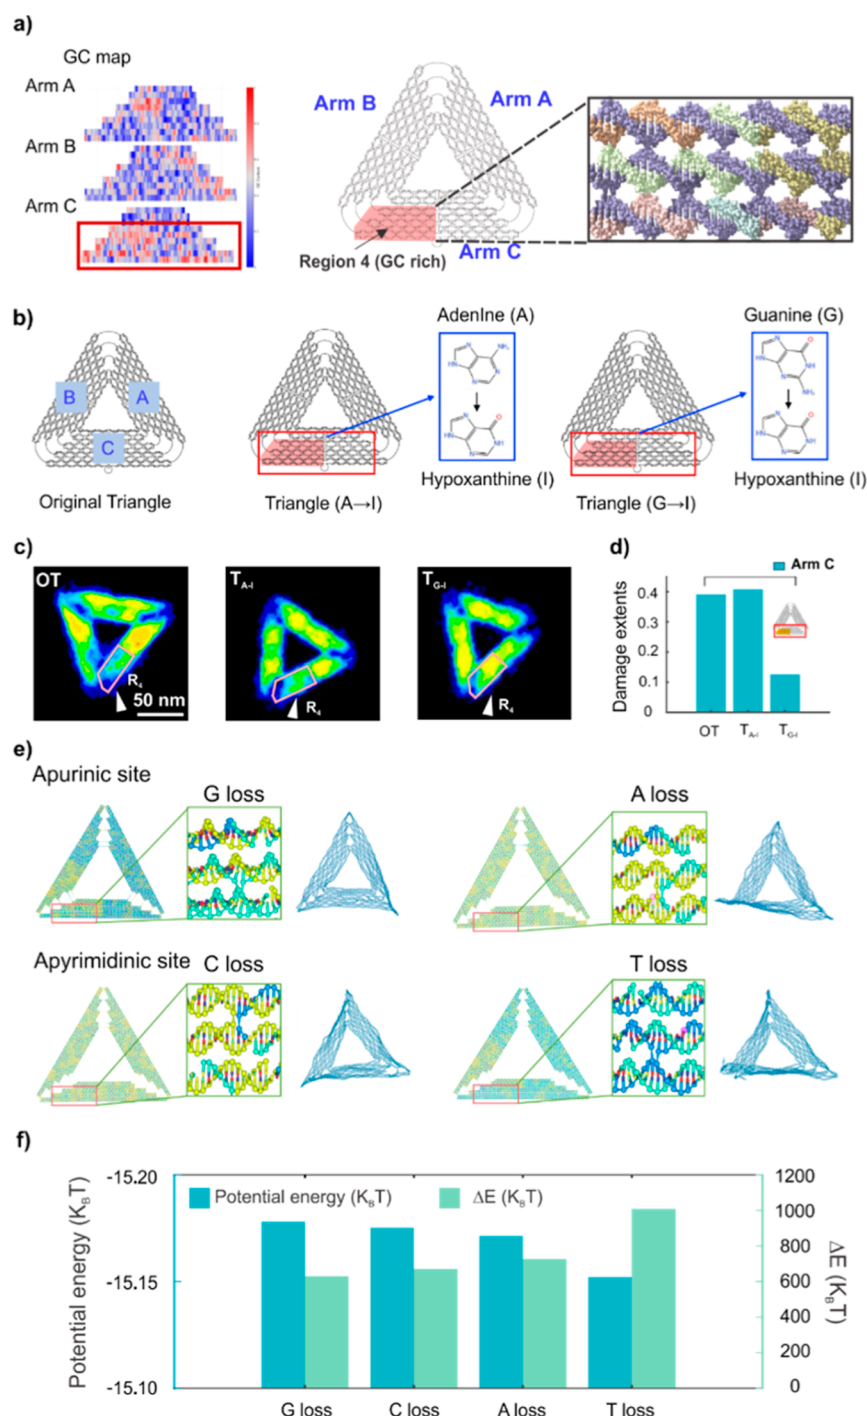 a)
GC map
Arm A
Arm B
Arm C
Arm B
Arm A
Arm C
Region 4 (GC rich)
b)
B
A
C
Original Triangle
Triangle (A→I)
AdenIne (A)
Hypoxanthine (I)
Triangle (G→I)
Guanine (G)
Hypoxanthine (I)
c)
OT
R4
50 nm
TA-I
R4
TG-I
R4
d)
Arm C
Damage extents
0.4
0.3
0.2
0.1
0
OT
TA-I
TG-I
e)
Apurinic site
G loss
A loss
Apyrimidinic site
C loss
T loss
f)
Potential energy (KBT)
-15.20
-15.15
-15.10
Potential energy (KBT)
ΔE (KBT)
1200
1000
800
600
400
200
0
ΔE (KBT)
G loss
C loss
A loss
T loss